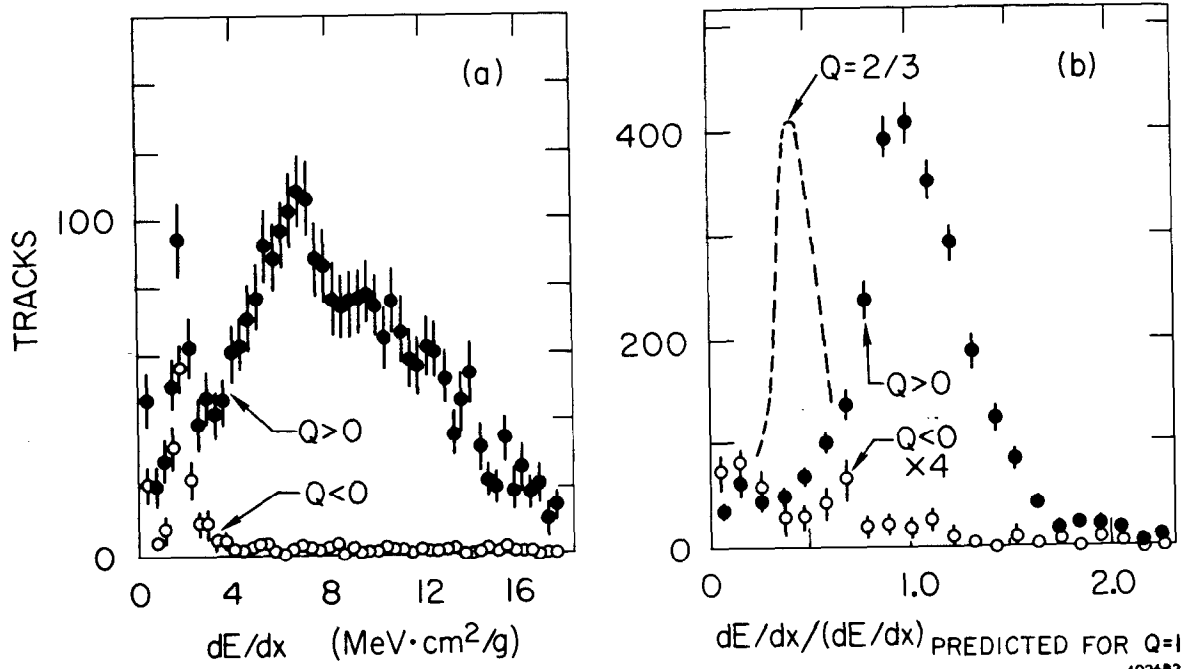 (a)
TRACKS
100
0
Q>0
Q<0
0 4 8 12 16
dE/dx (MeV·cm²/g)
(b)
Q=2/3
400
200
0
Q>0
Q<0
×4
0 1.0 2.0
dE/dx/(dE/dx) PREDICTED FOR Q=1